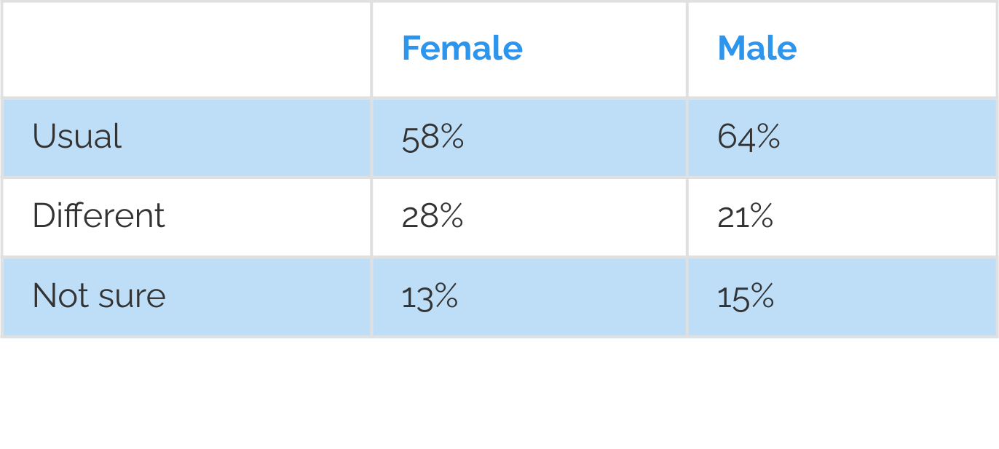 Female Male
Usual 58% 64%
Different 28% 21%
Not sure 13% 15%